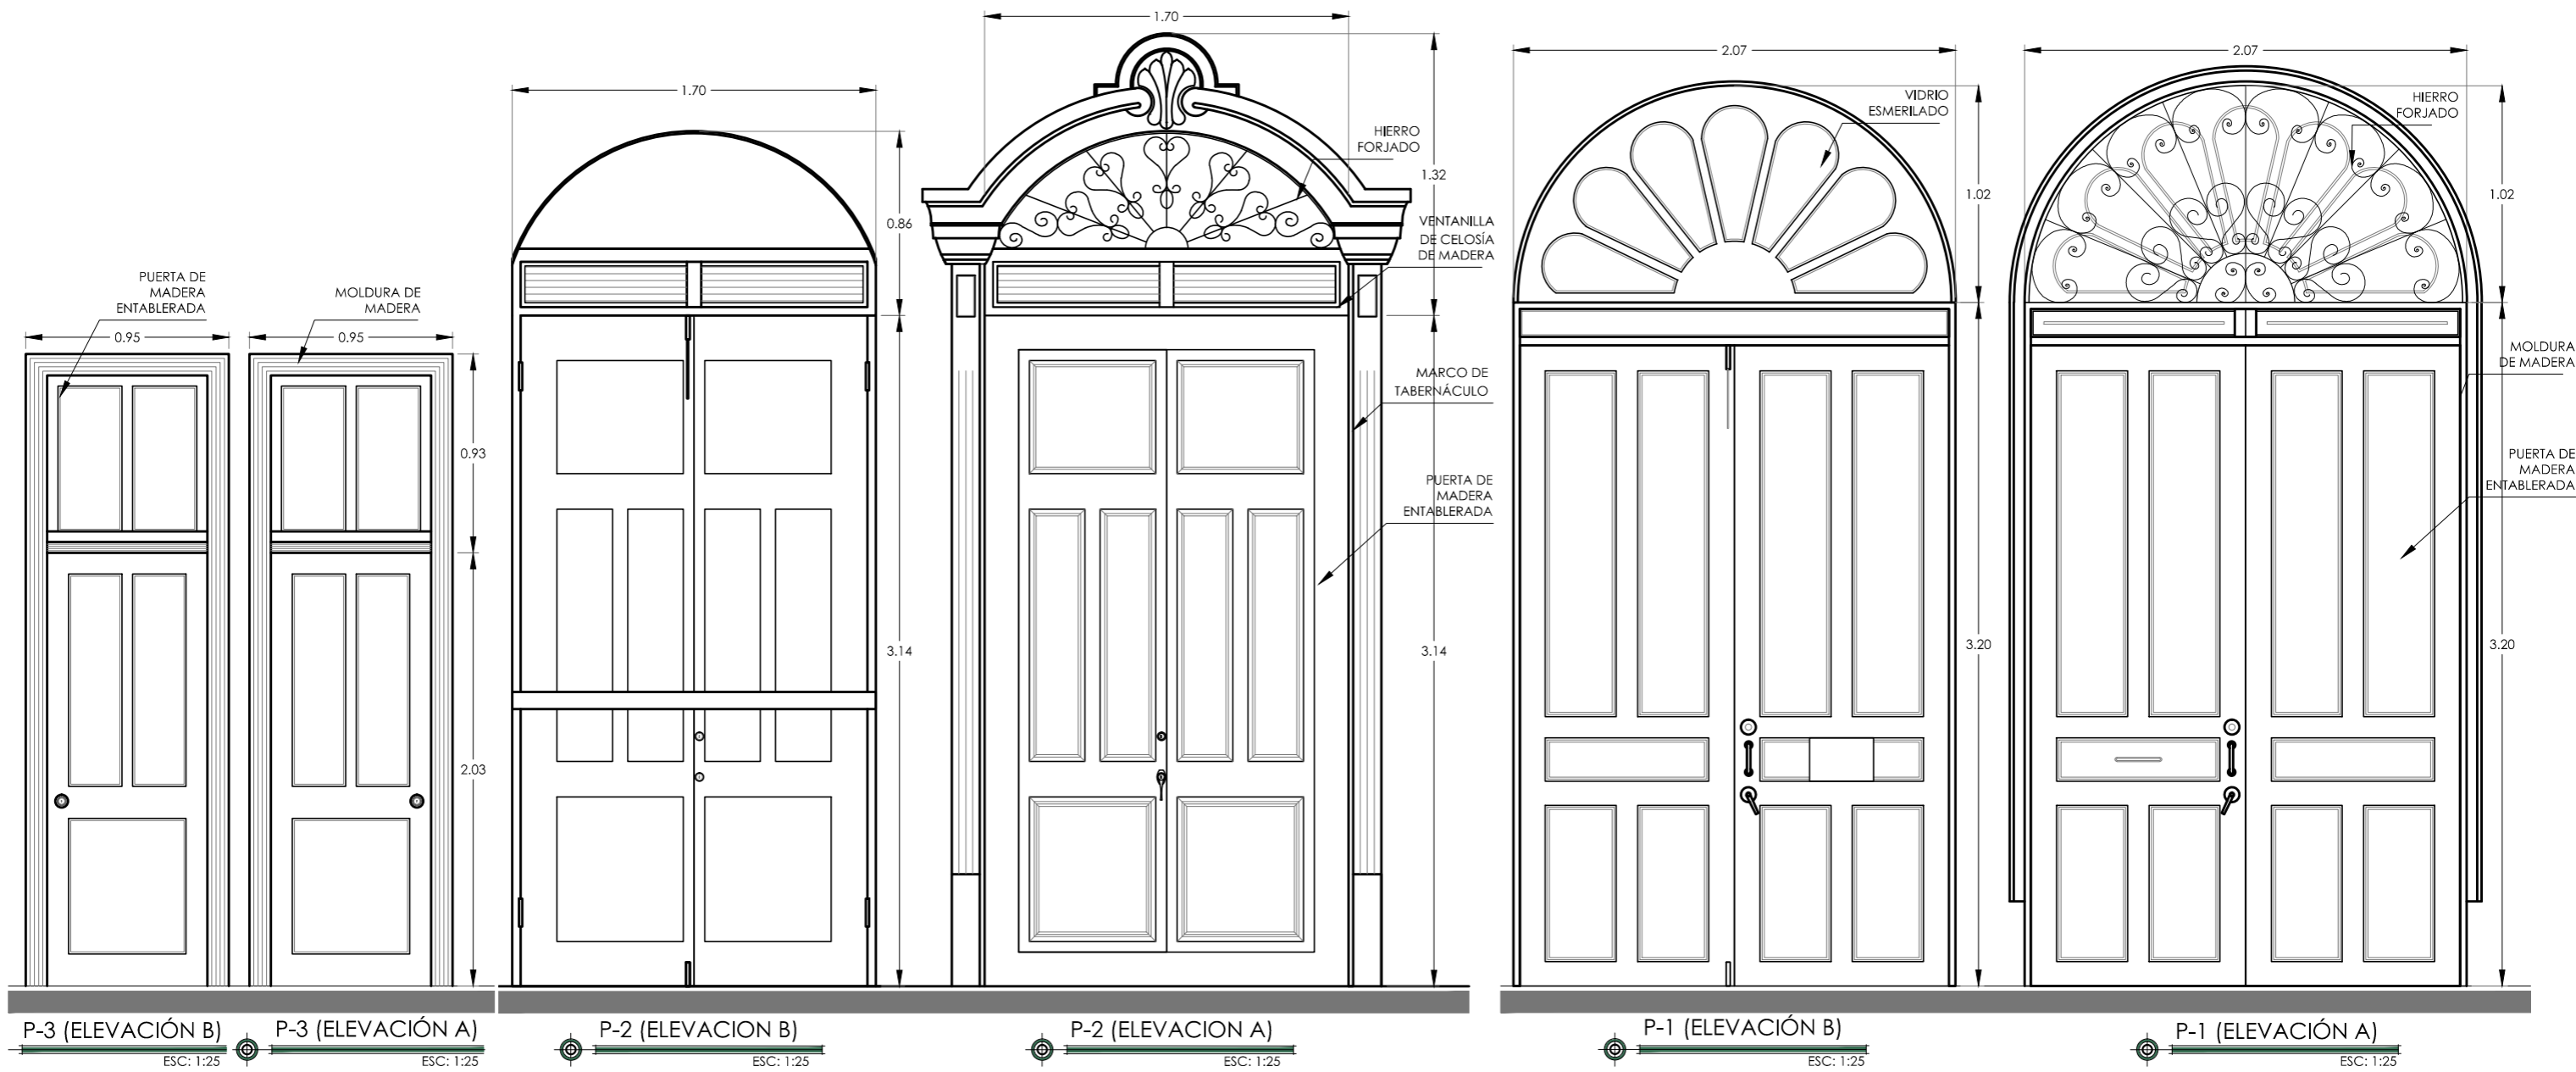 PUERTA DE
MADERA
ENTABLERADA
0.95
MOLDURA DE
MADERA
0.95
0.93
2.03
P-3 (ELEVACIÓN B)
ESC: 1:25
P-3 (ELEVACIÓN A)
ESC: 1:25
1.70
0.86
3.14
P-2 (ELEVACION B)
ESC: 1:25
1.70
HIERRO
FORJADO
1.32
VENTANILLA
DE CELOSÍA
DE MADERA
MARCO DE
TABERNÁCULO
PUERTA DE
MADERA
ENTABLERADA
3.14
P-2 (ELEVACION A)
ESC: 1:25
2.07
VIDRIO
ESMERILADO
1.02
3.20
P-1 (ELEVACIÓN B)
ESC: 1:25
2.07
HIERRO
FORJADO
1.02
MOLDURA
DE MADERA
PUERTA DE
MADERA
ENTABLERADA
3.20
P-1 (ELEVACIÓN A)
ESC: 1:25